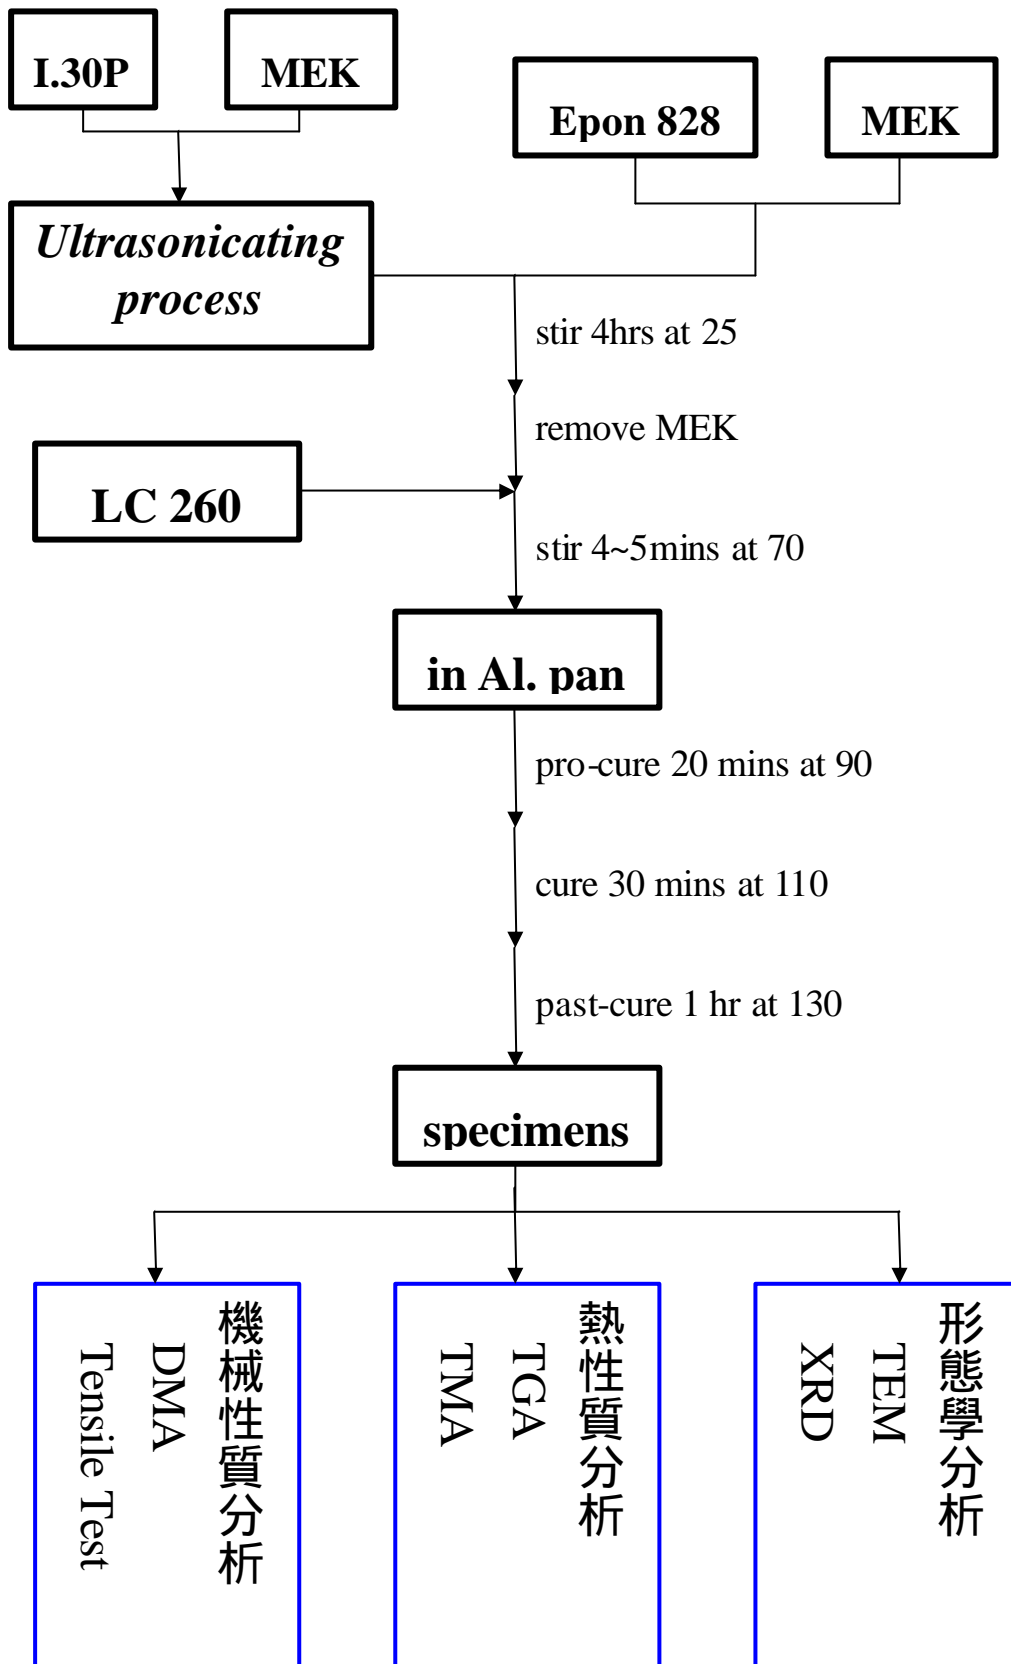 I.30P
MEK
Epon 828
MEK
Ultrasonicating
process
stir 4hrs at 25
remove MEK
LC 260
stir 4~5mins at 70
in Al. pan
pro-cure 20 mins at 90
cure 30 mins at 110
past-cure 1 hr at 130
specimens
機械性質分析
DMA
Tensile Test
熱性質分析
TGA
TMA
形態學分析
TEM
XRD